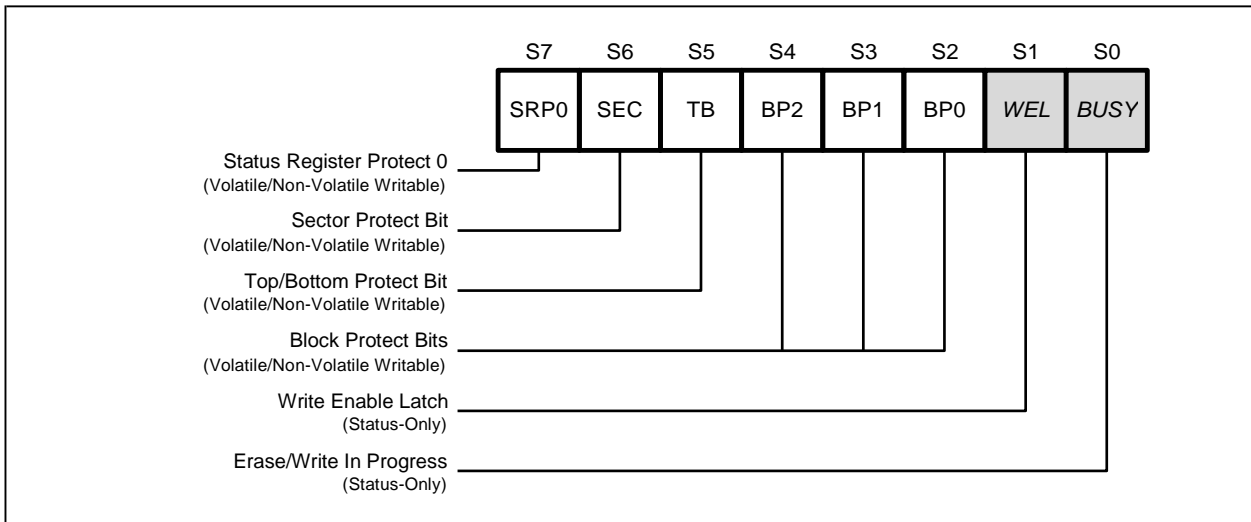 S7 S6 S5 S4 S3 S2 S1 S0
SRP0 SEC TB BP2 BP1 BP0 WEL BUSY
Status Register Protect 0
(Volatile/Non-Volatile Writable)
Sector Protect Bit
(Volatile/Non-Volatile Writable)
Top/Bottom Protect Bit
(Volatile/Non-Volatile Writable)
Block Protect Bits
(Volatile/Non-Volatile Writable)
Write Enable Latch
(Status-Only)
Erase/Write In Progress
(Status-Only)